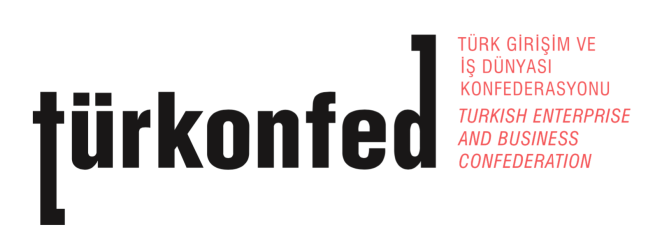 türkonfed
TÜRK GİRİŞİM VE
İŞ DÜNYASI
KONFEDERASYONU
TURKISH ENTERPRISE
AND BUSINESS
CONFEDERATION